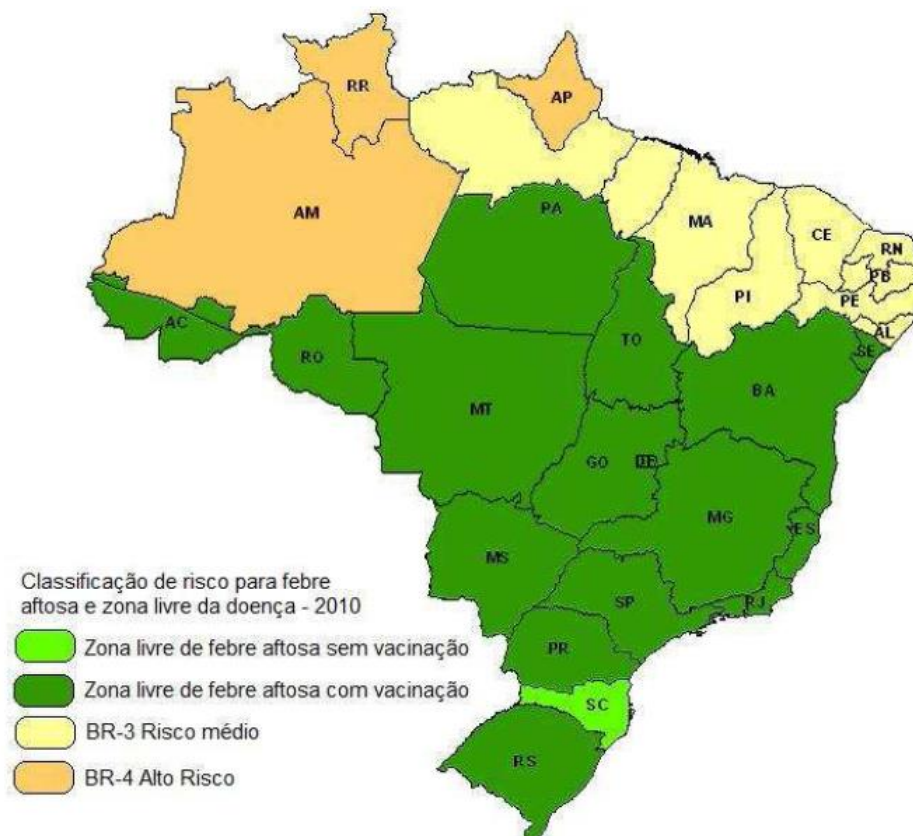 RR
AP
AM
PA
MA
CE
RN
PB
PI
PE
AL
SE
AC
RO
TO
BA
MT
GO
MG
ES
MS
SP
RJ
PR
SC
RS
Classificação de risco para febre
aftosa e zona livre da doença - 2010
Zona livre de febre aftosa sem vacinação
Zona livre de febre aftosa com vacinação
BR-3 Risco médio
BR-4 Alto Risco